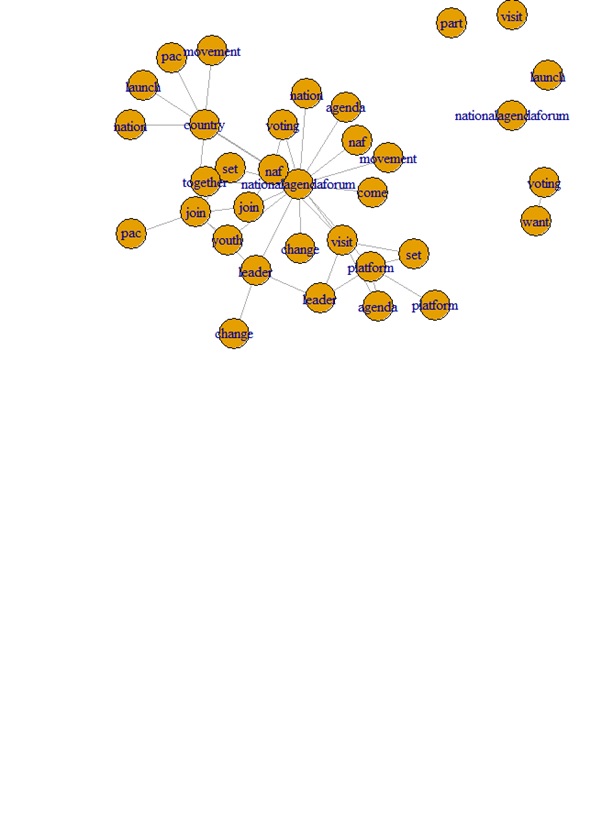 visit
part
movement
pac
launch
launch
nation
agenda
nationalagendaforum
nation
country
voting
naf
movement
set
naf
together
nationalagendaforum
come
voting
join
join
want
pac
youth
change
visit
set
leader
platform
leader
agenda
platform
change